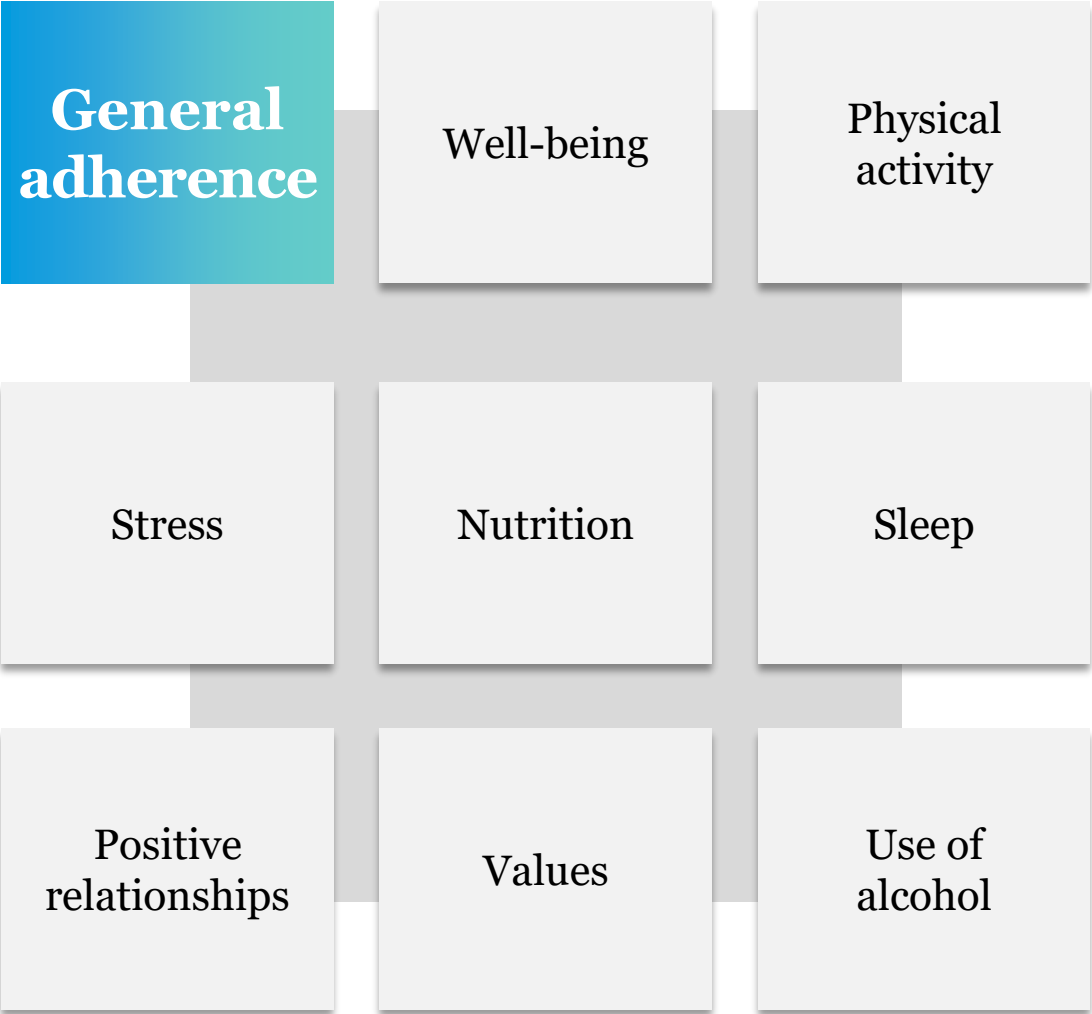 General
adherence
Well-being
Physical
activity
Stress
Nutrition
Sleep
Positive
relationships
Values
Use of
alcohol